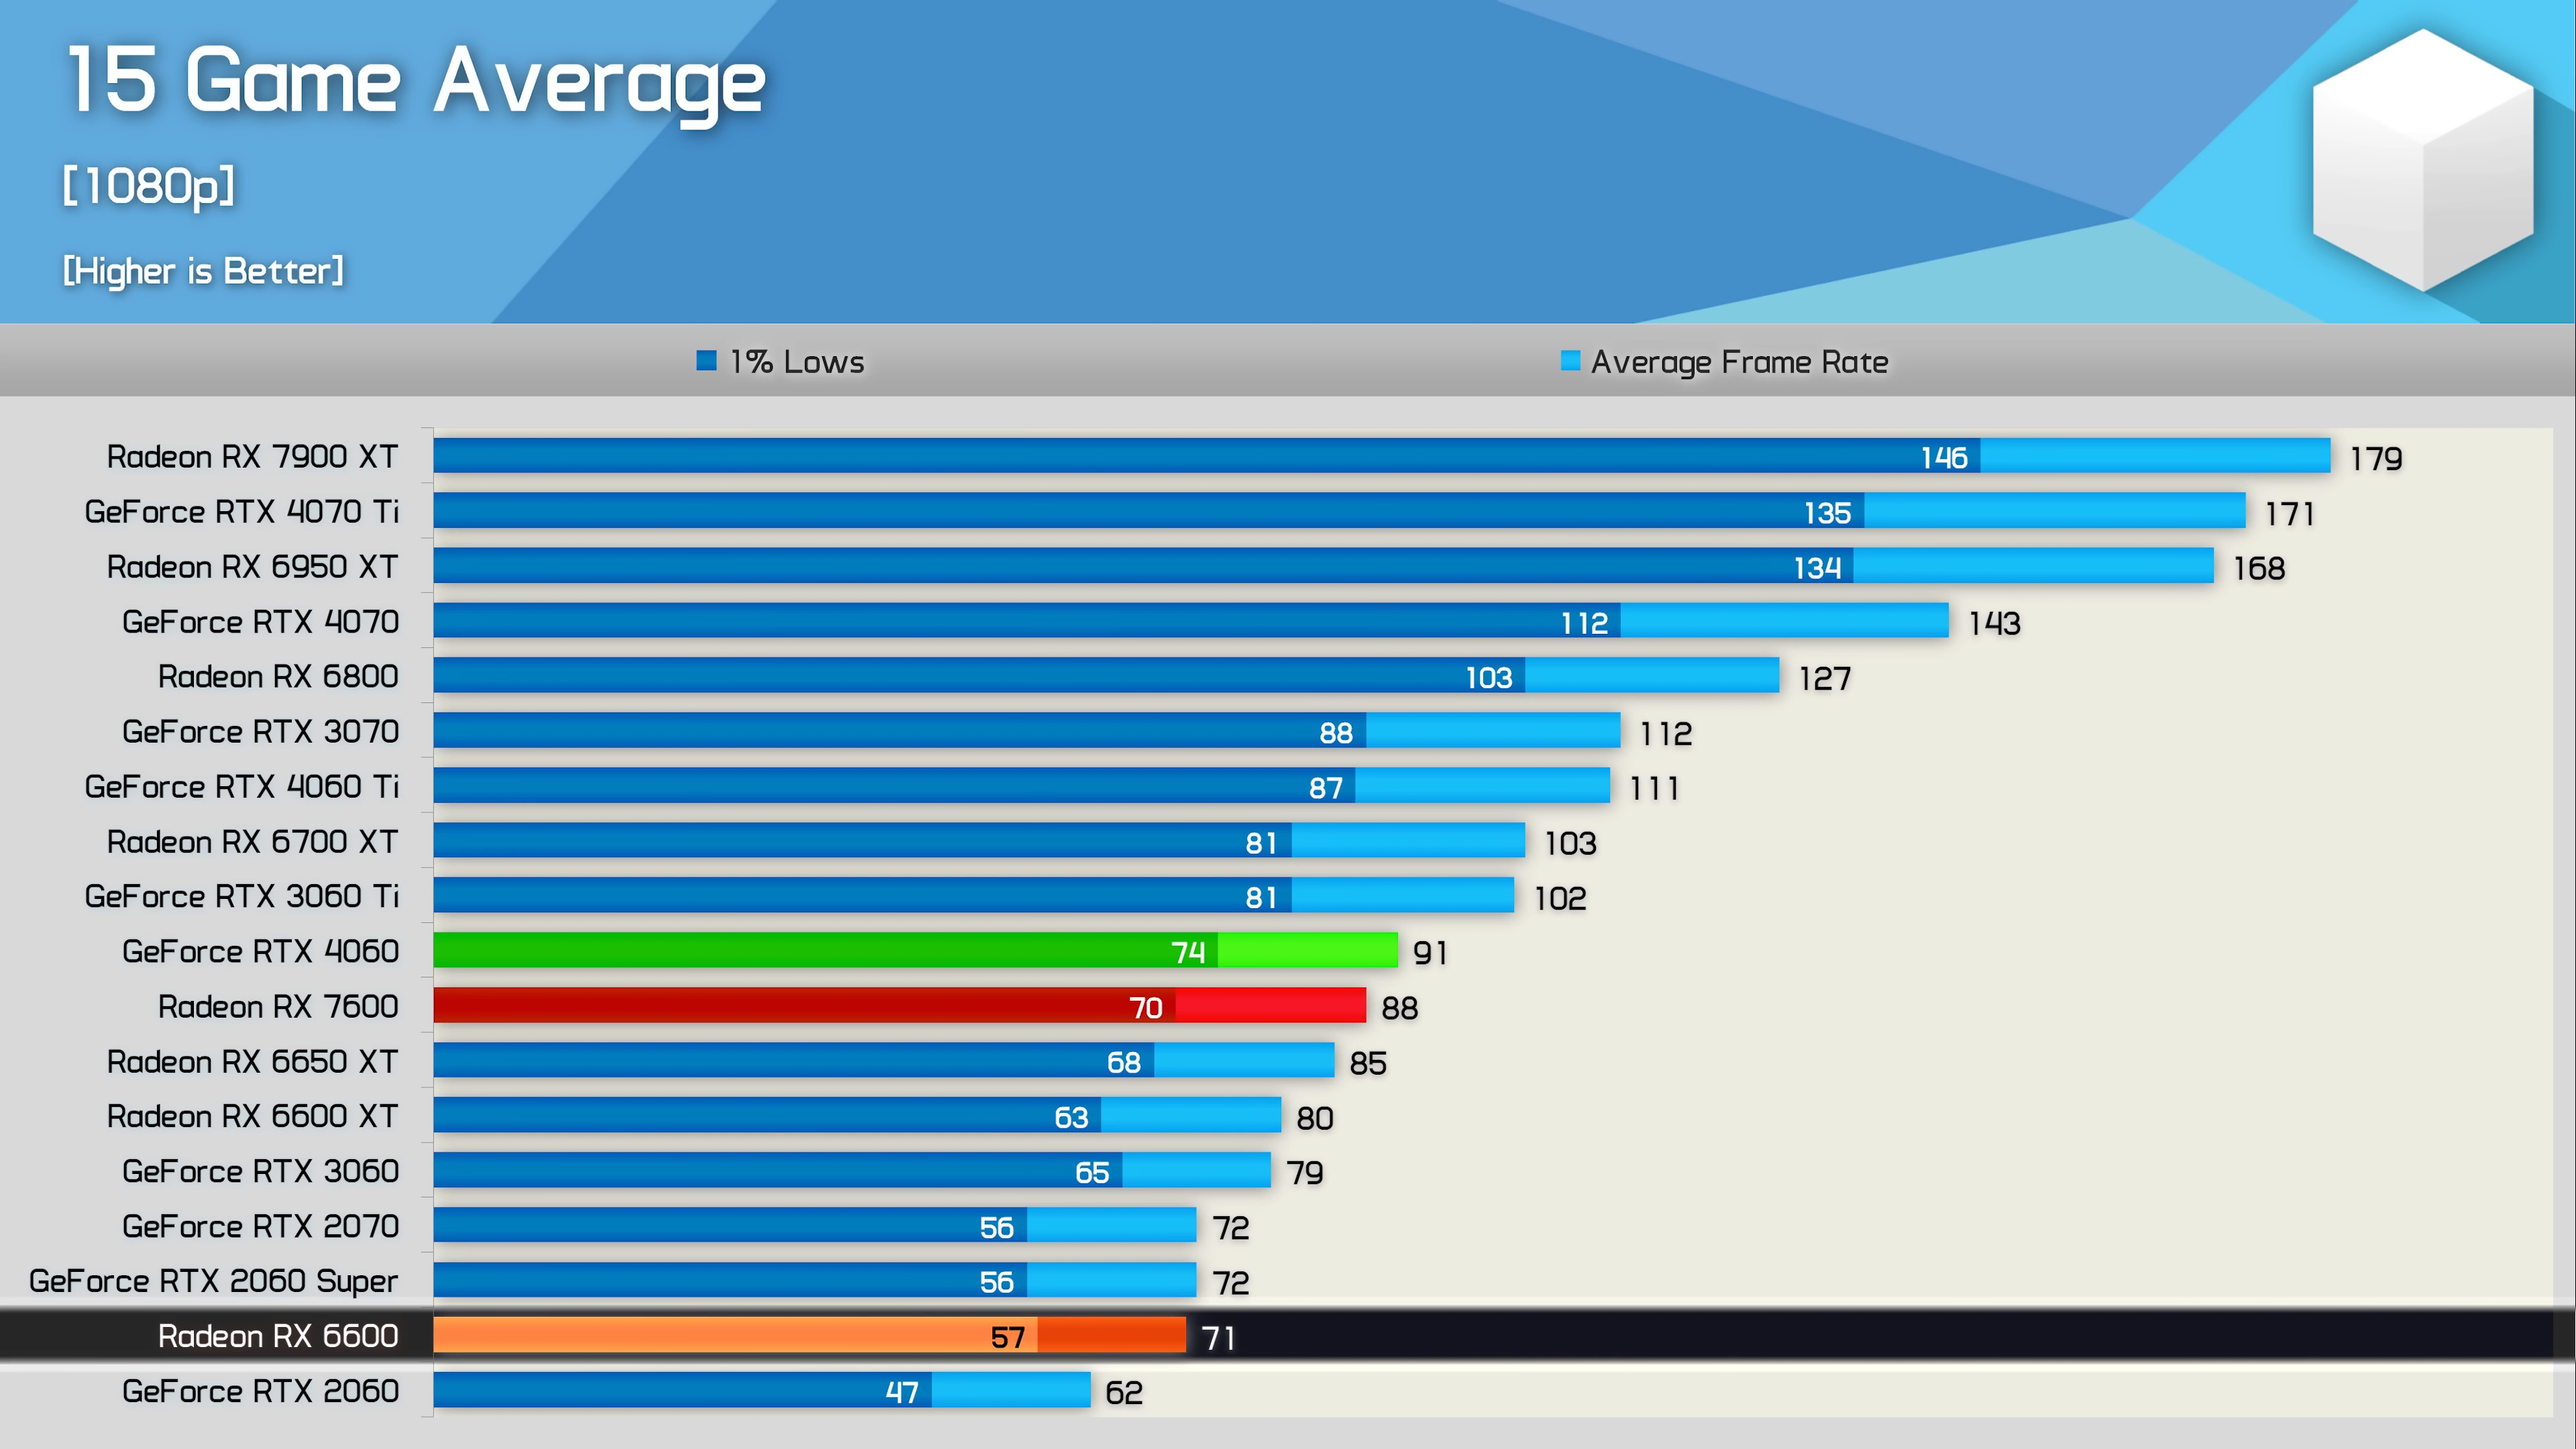 15 Game Average
[1080p]
[Higher is Better]
1% Lows Average Frame Rate
Radeon RX 7900 XT 146 179
GeForce RTX 4070 Ti 135 171
Radeon RX 6950 XT 134 168
GeForce RTX 4070 112 143
Radeon RX 6800 103 127
GeForce RTX 3070 88 112
GeForce RTX 4060 Ti 87 111
Radeon RX 6700 XT 81 103
GeForce RTX 3060 Ti 81 102
GeForce RTX 4060 74 91
Radeon RX 7600 70 88
Radeon RX 6650 XT 68 85
Radeon RX 6600 XT 63 80
GeForce RTX 3060 65 79
GeForce RTX 2070 56 72
GeForce RTX 2060 Super 56 72
Radeon RX 6600 57 71
GeForce RTX 2060 47 62